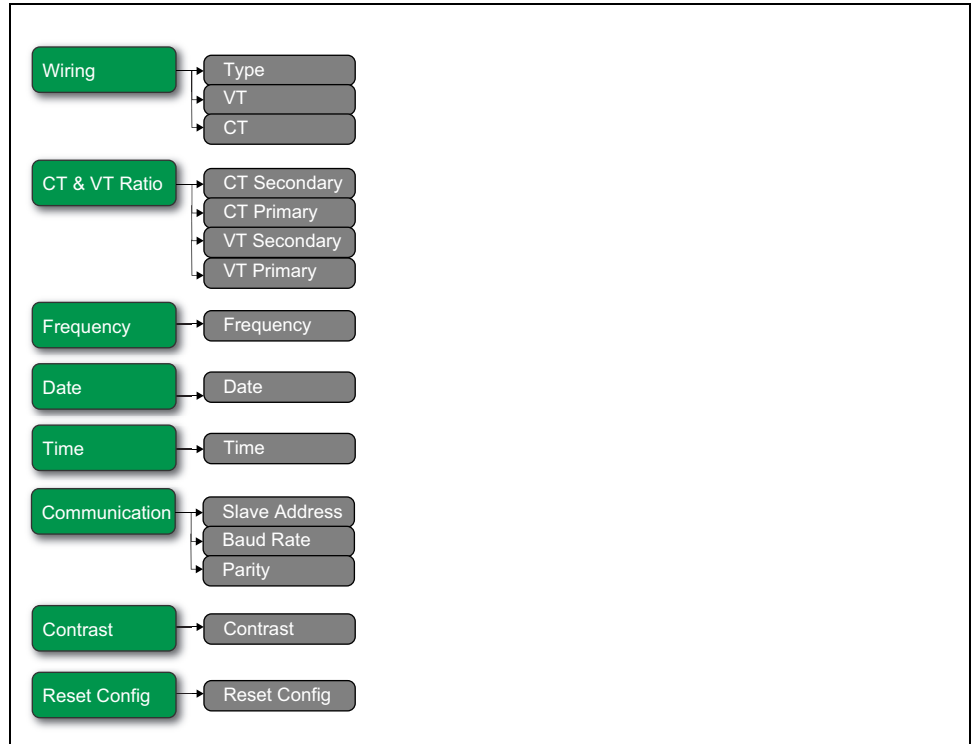 Wiring
Type
VT
CT
CT & VT Ratio
CT Secondary
CT Primary
VT Secondary
VT Primary
Frequency
Frequency
Date
Date
Time
Time
Communication
Slave Address
Baud Rate
Parity
Contrast
Contrast
Reset Config
Reset Config